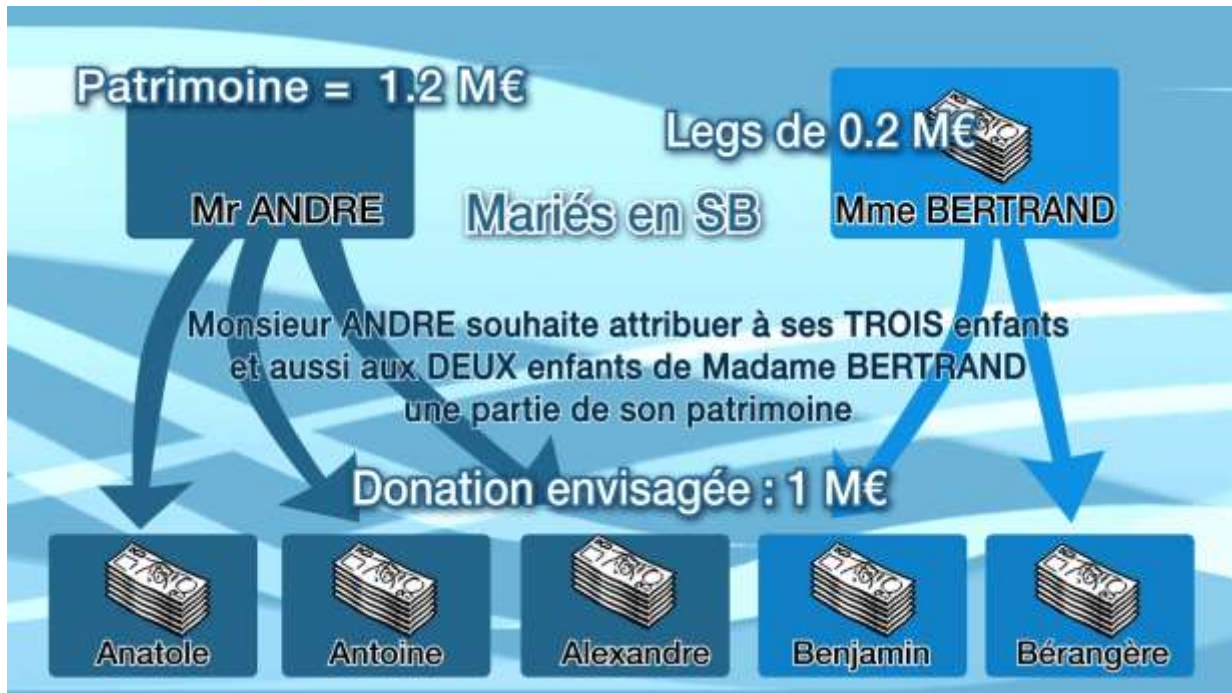 Patrimoine = 1.2 M€
Legs de 0.2 M€
Mr ANDRE
Mariés en SB
Mme BERTRAND
Monsieur ANDRE souhaite attribuer à ses TROIS enfants
et aussi aux DEUX enfants de Madame BERTRAND
une partie de son patrimoine
Donation envisagée : 1 M€
Anatole
Antoine
Alexandre
Benjamin
Bérangère